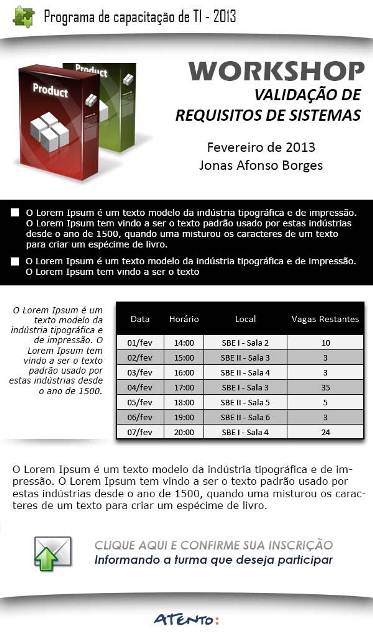 Programa de capacitação de TI - 2013
Product
Product
WORKSHOP
VALIDAÇÃO DE
REQUISITOS DE SISTEMAS
Fevereiro de 2013
Jonas Afonso Borges
O Lorem Ipsum é um texto modelo da indústria tipográfica e de impressão.
O Lorem Ipsum tem vindo a ser o texto padrão usado por estas indústrias
desde o ano de 1500, quando uma misturou os caracteres de um texto
para criar um espécime de livro.
O Lorem Ipsum é um texto modelo da indústria tipográfica e de impressão.
O Lorem Ipsum tem vindo a ser o texto
O Lorem Ipsum é um
texto modelo da
indústria tipográfica e
de impressão. O
Lorem Ipsum tem
vindo a ser o texto
padrão usado por
estas indústrias desde
o ano de 1500.
Data Horário Local Vagas Restantes
01/fev 14:00 SBE I - Sala 2 10
02/fev 15:00 SBE II - Sala 3 3
03/fev 16:00 SBE II - Sala 4 3
04/fev 17:00 SBE I - Sala 3 35
05/fev 18:00 SBE II - Sala 5 5
06/fev 19:00 SBE II - Sala 6 3
07/fev 20:00 SBE I - Sala 4 24
O Lorem Ipsum é um texto modelo da indústria tipográfica e de im-
pressão. O Lorem Ipsum tem vindo a ser o texto padrão usado por
estas indústrias desde o ano de 1500, quando uma misturou os carac-
teres de um texto para criar um espécime de livro.
CLIQUE AQUI E CONFIRME SUA INSCRIÇÃO
Informando a turma que deseja participar
ATENTO: